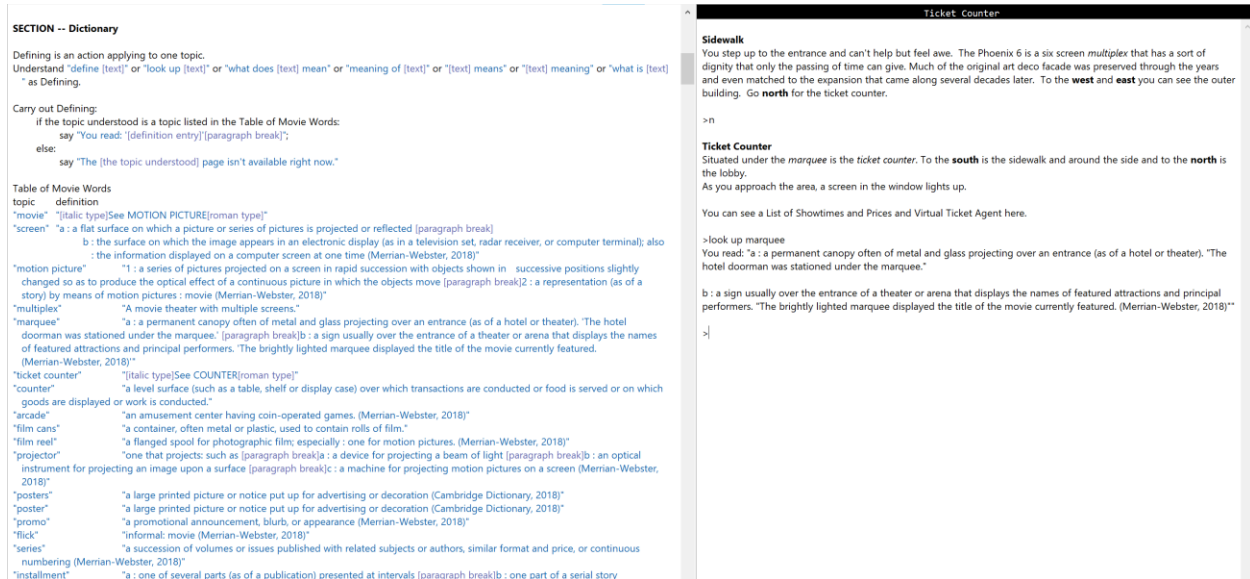 SECTION -- Dictionary
Defining is an action applying to one topic.
Understand "define [text]" or "look up [text]" or "what does [text] mean" or "meaning of [text]" or "[text] means" or "[text] meaning" or "what is [text]
" as Defining.
Carry out Defining:
if the topic understood is a topic listed in the Table of Movie Words:
say "You read: '[definition entry]'[paragraph break]";
else:
say "The [the topic understood] page isn't available right now."
Table of Movie Words
topic definition
"movie" "[italic type]See MOTION PICTURE[roman type]"
"screen" "a : a flat surface on which a picture or series of pictures is projected or reflected [paragraph break]
b : the surface on which the image appears in an electronic display (as in a television set, radar receiver, or computer terminal); also
: the information displayed on a computer screen at one time (Merrian-Webster, 2018)"
"motion picture" "1 : a series of pictures projected on a screen in rapid succession with objects shown in successive positions slightly
changed so as to produce the optical effect of a continuous picture in which the objects move [paragraph break]2 : a representation (as of a
story) by means of motion pictures : movie (Merrian-Webster, 2018)"
"multiplex" "A movie theater with multiple screens."
"marquee" "a : a permanent canopy often of metal and glass projecting over an entrance (as of a hotel or theater). 'The hotel
doorman was stationed under the marquee.' [paragraph break]b : a sign usually over the entrance of a theater or arena that displays the names
of featured attractions and principal performers. 'The brightly lighted marquee displayed the title of the movie currently featured.
(Merrian-Webster, 2018)'"
"ticket counter" "[italic type]See COUNTER[roman type]"
"counter" "a level surface (such as a table, shelf or display case) over which transactions are conducted or food is served or on which
goods are displayed or work is conducted."
"arcade" "an amusement center having coin-operated games. (Merrian-Webster, 2018)"
"film cans" "a container, often metal or plastic, used to contain rolls of film."
"film reel" "a flanged spool for photographic film; especially : one for motion pictures. (Merrian-Webster, 2018)"
"projector" "one that projects: such as [paragraph break]a : a device for projecting a beam of light [paragraph break]b : an optical
instrument for projecting an image upon a surface [paragraph break]c : a machine for projecting motion pictures on a screen (Merrian-Webster,
2018)"
"posters" "a large printed picture or notice put up for advertising or decoration (Cambridge Dictionary, 2018)"
"poster" "a large printed picture or notice put up for advertising or decoration (Cambridge Dictionary, 2018)"
"promo" "a promotional announcement, blurb, or appearance (Merrian-Webster, 2018)"
"flick" "informal: movie (Merrian-Webster, 2018)"
"series" "a succession of volumes or issues published with related subjects or authors, similar format and price, or continuous
numbering (Merrian-Webster, 2018)"
"installment" "a : one of several parts (as of a publication) presented at intervals [paragraph break]b : one part of a serial story
Ticket Counter
Sidewalk
You step up to the entrance and can't help but feel awe. The Phoenix 6 is a six screen multiplex that has a sort of
dignity that only the passing of time can give. Much of the original art deco facade was preserved through the years
and even matched to the expansion that came along several decades later. To the west and east you can see the outer
building. Go north for the ticket counter.
>n
Ticket Counter
Situated under the marquee is the ticket counter. To the south is the sidewalk and around the side and to the north is
the lobby.
As you approach the area, a screen in the window lights up.
You can see a List of Showtimes and Prices and Virtual Ticket Agent here.
>look up marquee
You read: "a : a permanent canopy often of metal and glass projecting over an entrance (as of a hotel or theater). "The
hotel doorman was stationed under the marquee."
b : a sign usually over the entrance of a theater or arena that displays the names of featured attractions and principal
performers. "The brightly lighted marquee displayed the title of the movie currently featured. (Merrian-Webster, 2018)""
>